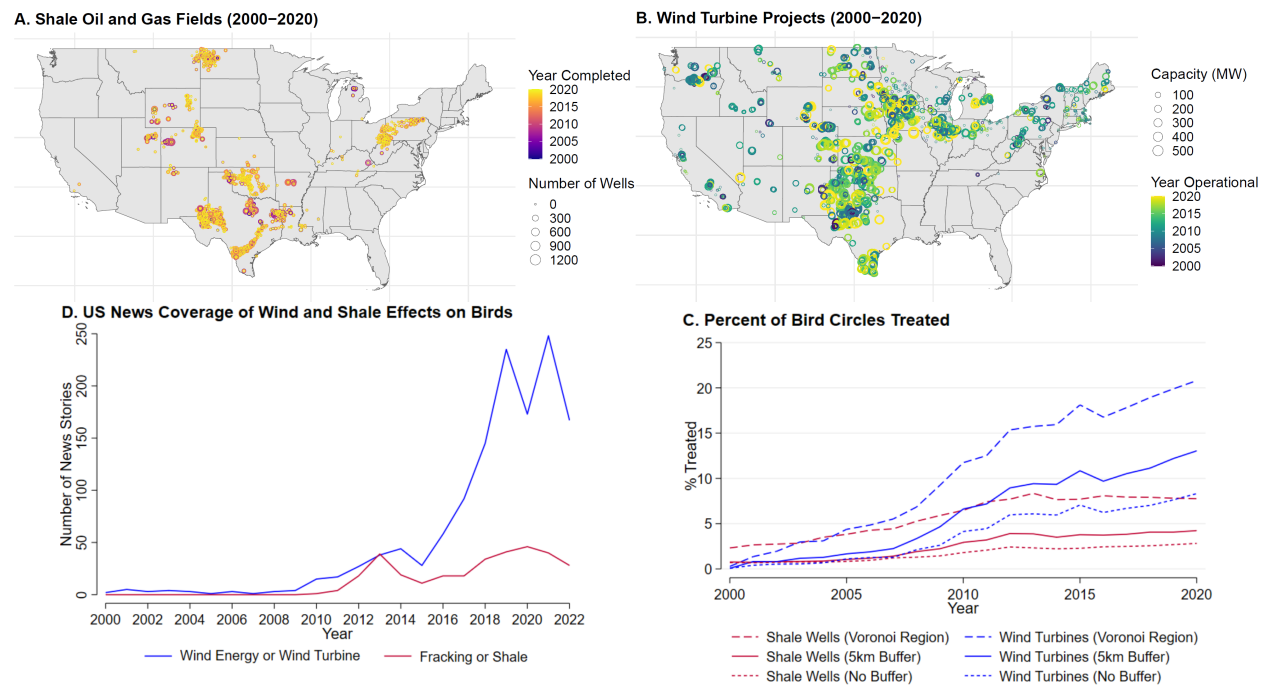 A. Shale Oil and Gas Fields (2000−2020)
Year Completed
2020
2015
2010
2005
2000
Number of Wells
0
300
600
900
1200
B. Wind Turbine Projects (2000−2020)
Capacity (MW)
100
200
300
400
500
Year Operational
2020
2015
2010
2005
2000
D. US News Coverage of Wind and Shale Effects on Birds
Number of News Stories
250
200
150
100
50
0
2000 2002 2004 2006 2008 2010 2012 2014 2016 2018 2020 2022
Year
Wind Energy or Wind Turbine
Fracking or Shale
C. Percent of Bird Circles Treated
% Treated
25
20
15
10
5
0
2000 2005 2010 2015 2020
Year
Shale Wells (Voronoi Region)
Wind Turbines (Voronoi Region)
Shale Wells (5km Buffer)
Wind Turbines (5km Buffer)
Shale Wells (No Buffer)
Wind Turbines (No Buffer)